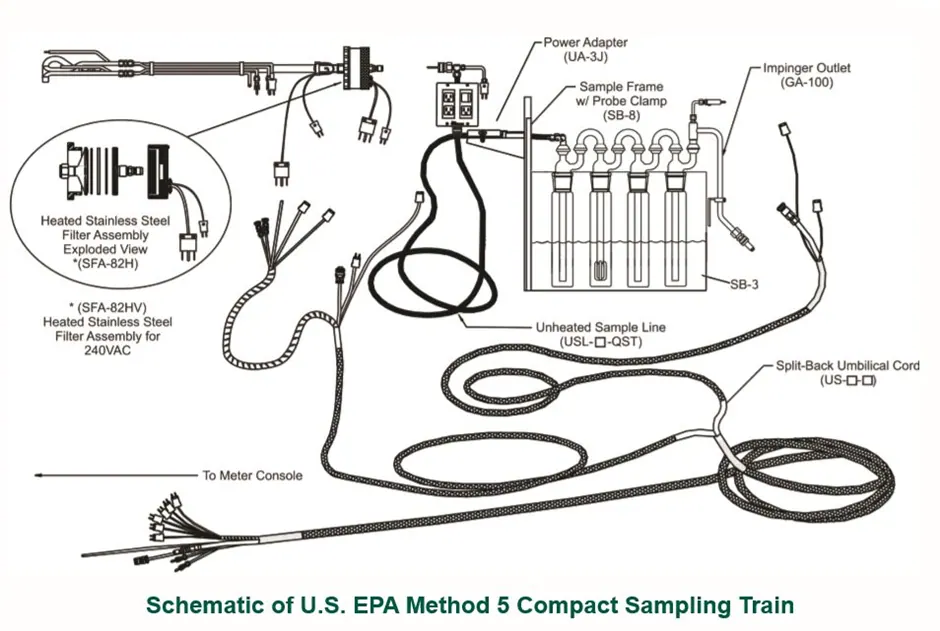 Power Adapter
(UA-3J)
Impinger Outlet
(GA-100)
Sample Frame
w/ Probe Clamp
(SB-8)
Heated Stainless Steel
Filter Assembly
Exploded View
*(SFA-82H)
* (SFA-82HV)
Heated Stainless Steel
Filter Assembly for
240VAC
SB-3
Unheated Sample Line
(USL-□-QST)
Split-Back Umbilical Cord
(US-□-□)
To Meter Console
Schematic of U.S. EPA Method 5 Compact Sampling Train